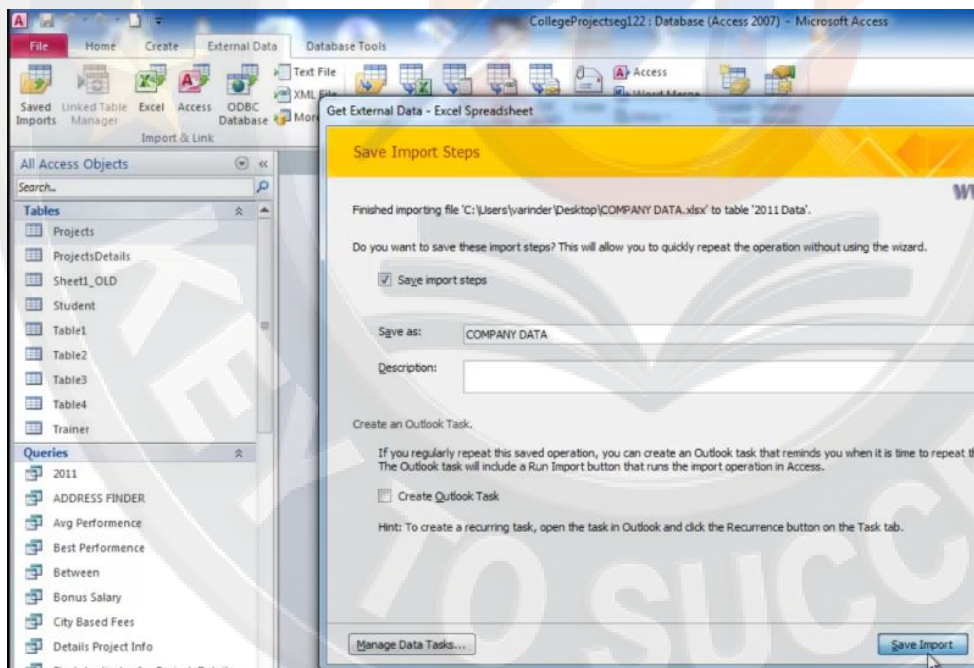 CollegeProjectseg122 : Database (Access 2007) - Microsoft Access
File Home Create External Data Database Tools
Saved Imports
Linked Table Manager
Excel
Access
ODBC Database
Text File
XML File
More
Import & Link
Access
Word Merge
All Access Objects
Search...
Tables
Projects
ProjectsDetails
Sheet1_OLD
Student
Table1
Table2
Table3
Table4
Trainer
Queries
2011
ADDRESS FINDER
Avg Performence
Best Performence
Between
Bonus Salary
City Based Fees
Details Project Info
Get External Data - Excel Spreadsheet
Save Import Steps
Finished importing file 'C:\Users\varinder\Desktop\COMPANY DATA.xlsx' to table '2011 Data'.
Do you want to save these import steps? This will allow you to quickly repeat the operation without using the wizard.
Save import steps
Save as: COMPANY DATA
Description:
Create an Outlook Task.
If you regularly repeat this saved operation, you can create an Outlook task that reminds you when it is time to repeat th
The Outlook task will include a Run Import button that runs the import operation in Access.
Create Outlook Task
Hint: To create a recurring task, open the task in Outlook and click the Recurrence button on the Task tab.
Manage Data Tasks...
Save Import
KEY TO SUCC